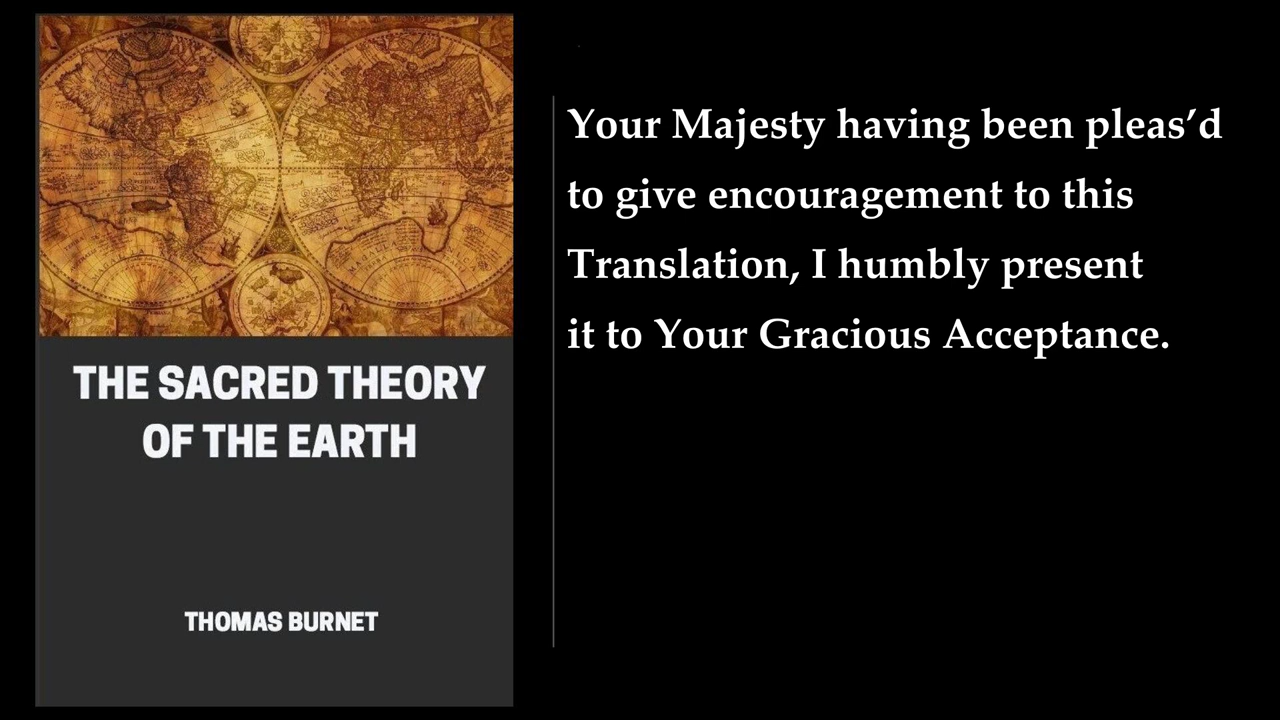 THE SACRED THEORY
OF THE EARTH
THOMAS BURNET
Your Majesty having been pleas’d
to give encouragement to this
Translation, I humbly present
it to Your Gracious Acceptance.